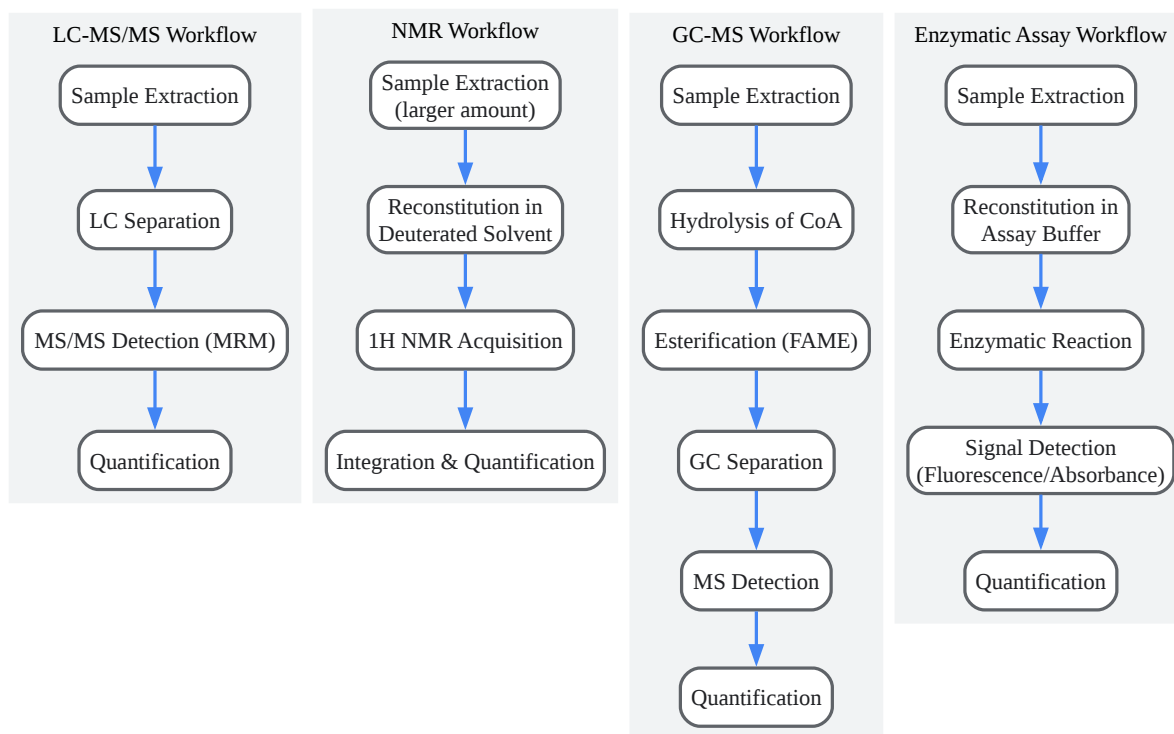 LC-MS/MS Workflow
Sample Extraction
LC Separation
MS/MS Detection (MRM)
Quantification
NMR Workflow
Sample Extraction
(larger amount)
Reconstitution in
Deuterated Solvent
1H NMR Acquisition
Integration & Quantification
GC-MS Workflow
Sample Extraction
Hydrolysis of CoA
Esterification (FAME)
GC Separation
MS Detection
Quantification
Enzymatic Assay Workflow
Sample Extraction
Reconstitution in
Assay Buffer
Enzymatic Reaction
Signal Detection
(Fluorescence/Absorbance)
Quantification